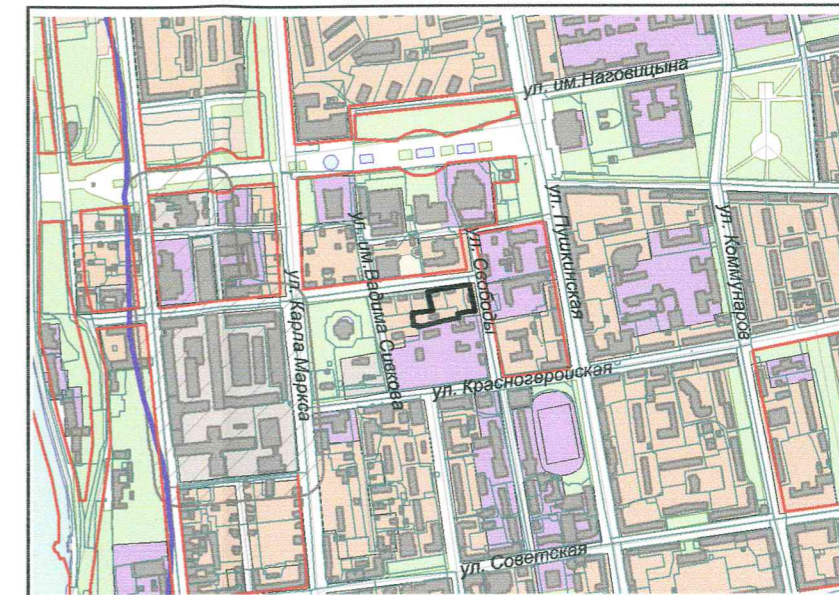 ул. им.Наговицына
ул. Пушкинская
ул. Коммунаров
ул. им.Вадима Сивкова
ул. Свободы
ул. Карла Маркса
ул. Красногеройская
ул. Советская